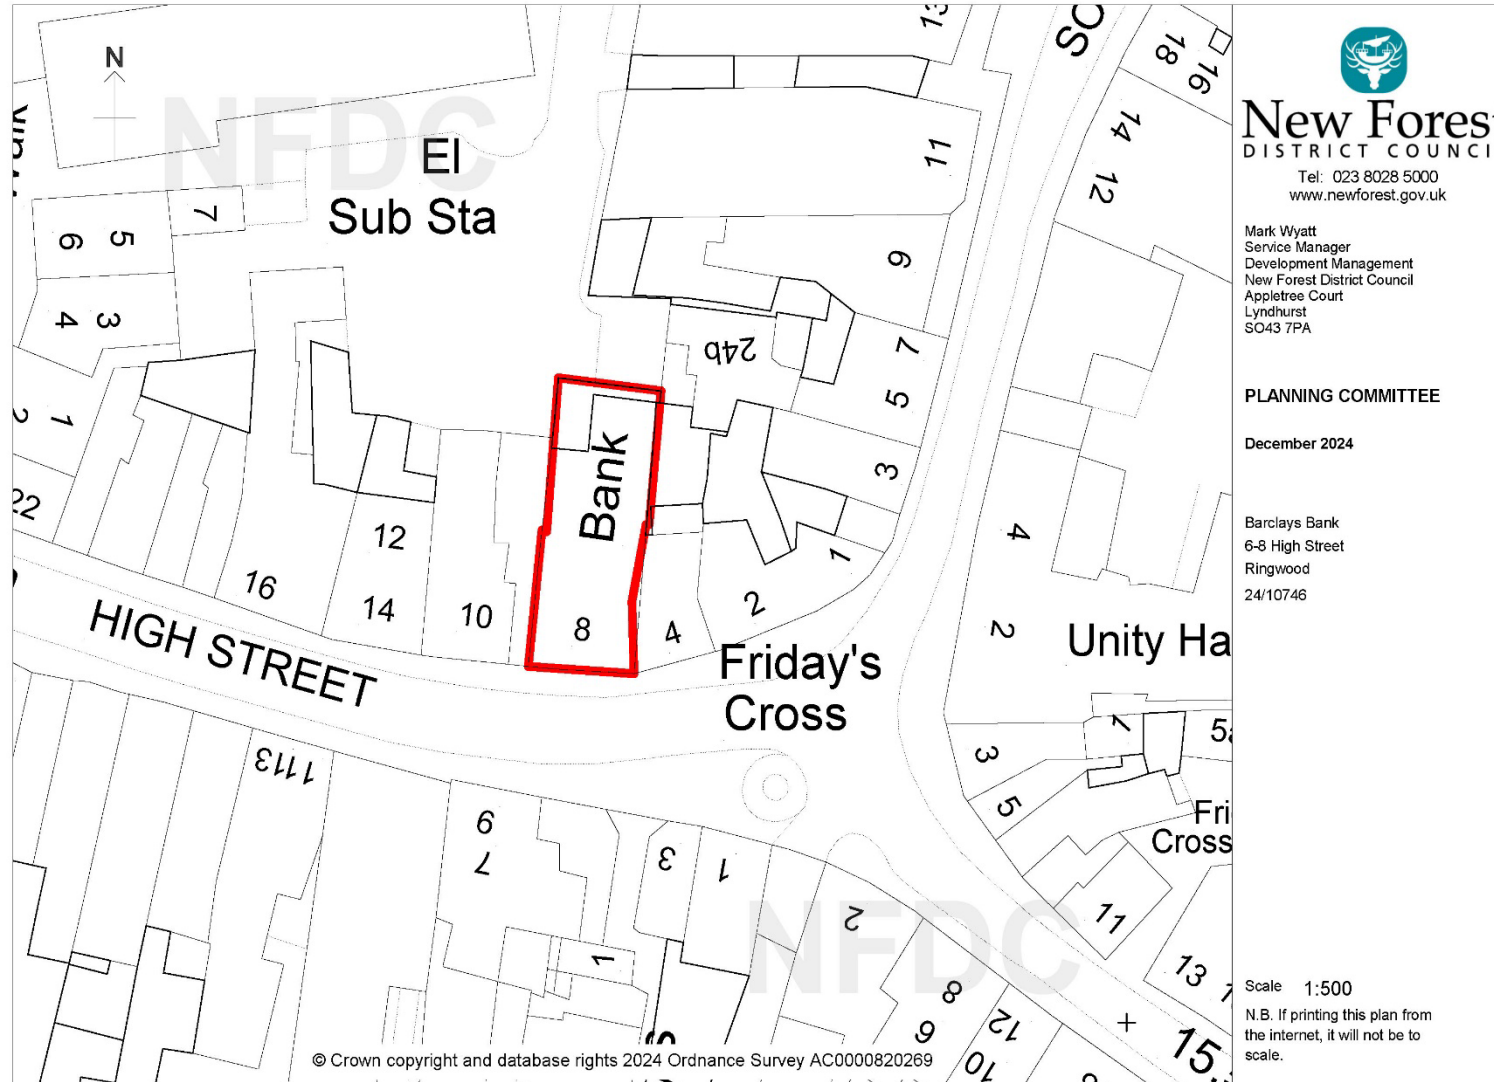 N
NFDC
El
Sub Sta
13
SO
18
16
14
12
11
9
7
6
5
4
3
24b
7
5
3
1
2
22
Bank
12
16
14
10
8
4
2
1
4
2
HIGH STREET
Friday's
Cross
Unity Ha
1113
9
7
3
1
1
2
3
5
1
5a
Fri
Cross
11
13
8
6
12
10
15.
NFDC
© Crown copyright and database rights 2024 Ordnance Survey AC0000820269
New Fores
DISTRICT COUNCI
Tel: 023 8028 5000
www.newforest.gov.uk
Mark Wyatt
Service Manager
Development Management
New Forest District Council
Appletree Court
Lyndhurst
SO43 7PA
PLANNING COMMITTEE
December 2024
Barclays Bank
6-8 High Street
Ringwood
24/10746
Scale 1:500
N.B. If printing this plan from
the internet, it will not be to
scale.